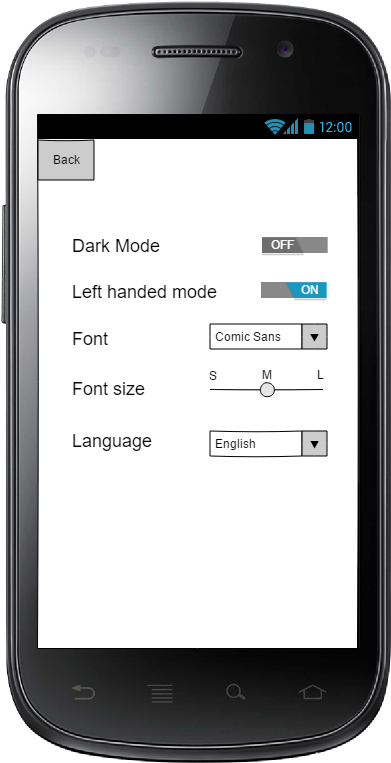 12:00
Back
Dark Mode OFF
Left handed mode ON
Font Comic Sans
S M L
Font size
Language English